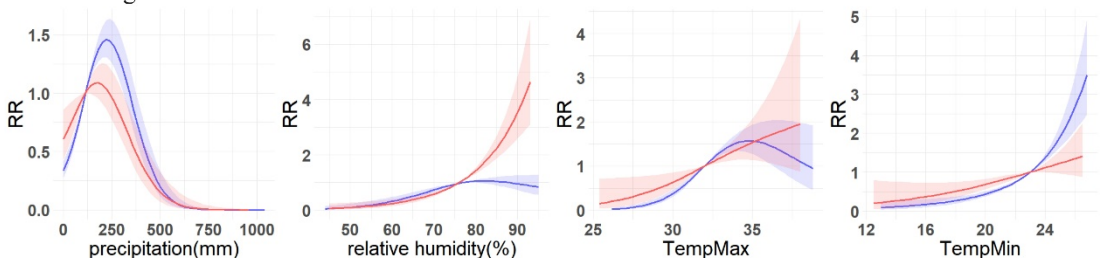 RR
1.5
1.0
0.5
0.0
0 250 500 750 1000
precipitation(mm)
RR
6
4
2
0
50 60 70 80 90
relative humidity(%)
RR
4
3
2
1
0
25 30 35
TempMax
RR
5
4
3
2
1
0
12 16 20 24
TempMin